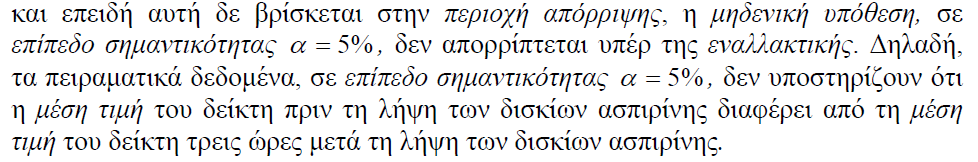 και επειδή αυτή δε βρίσκεται στην περιοχή απόρριψης, η μηδενική υπόθεση, σε
επίπεδο σημαντικότητας α = 5%, δεν απορρίπτεται υπέρ της εναλλακτικής. Δηλαδή,
τα πειραματικά δεδομένα, σε επίπεδο σημαντικότητας α = 5%, δεν υποστηρίζουν ότι
η μέση τιμή του δείκτη πριν τη λήψη των δισκίων ασπιρίνης διαφέρει από τη μέση
τιμή του δείκτη τρεις ώρες μετά τη λήψη των δισκίων ασπιρίνης.